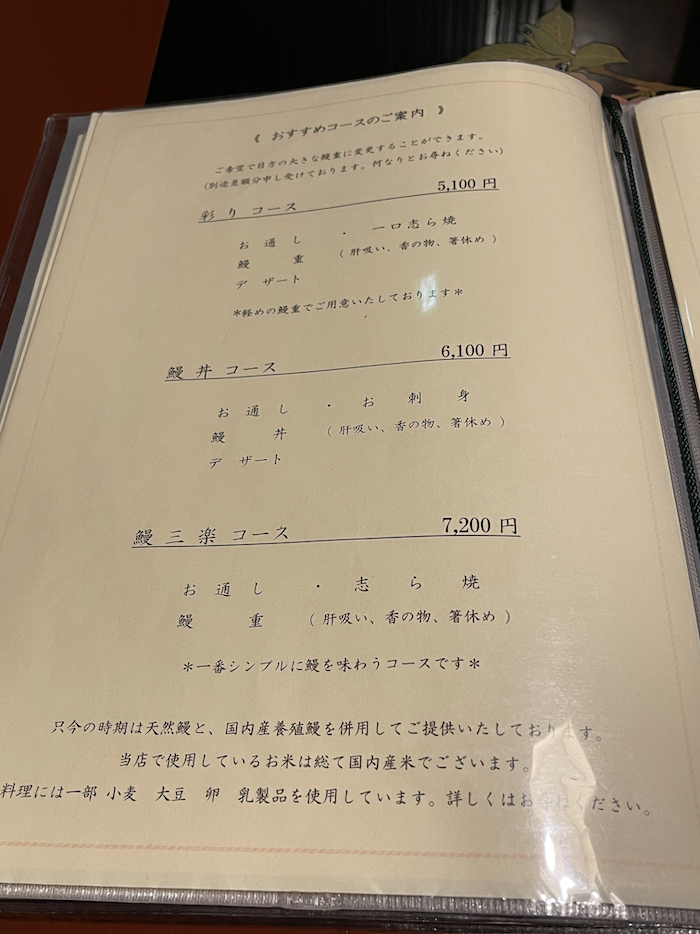 《 おすすめコースのご案内 》
ご希望で目方の大きな鰻重に変更することができます。
(別途差額分申し受けております。何なりとお尋ねください)
彩り コース 5,100 円
お 通 し ・ 一口志ら焼
鰻 重 ( 肝吸い、香の物、箸休め )
デ ザート
*軽めの鰻重でご用意いたしております*
鰻 丼 コース 6,100 円
お 通 し ・ お 刺 身
鰻 丼 ( 肝吸い、香の物、箸休め )
デ ザート
鰻 三 楽 コース 7,200 円
お 通 し ・ 志 ら 焼
鰻 重 ( 肝吸い、香の物、箸休め )
*一番シンプルに鰻を味わうコースです*
只今の時期は天然鰻と、国内産養殖鰻を併用してご提供いたしております。
当店で使用しているお米は総て国内産米でございます。
料理には一部 小麦 大豆 卵 乳製品を使用しています。詳しくはお尋ねください。